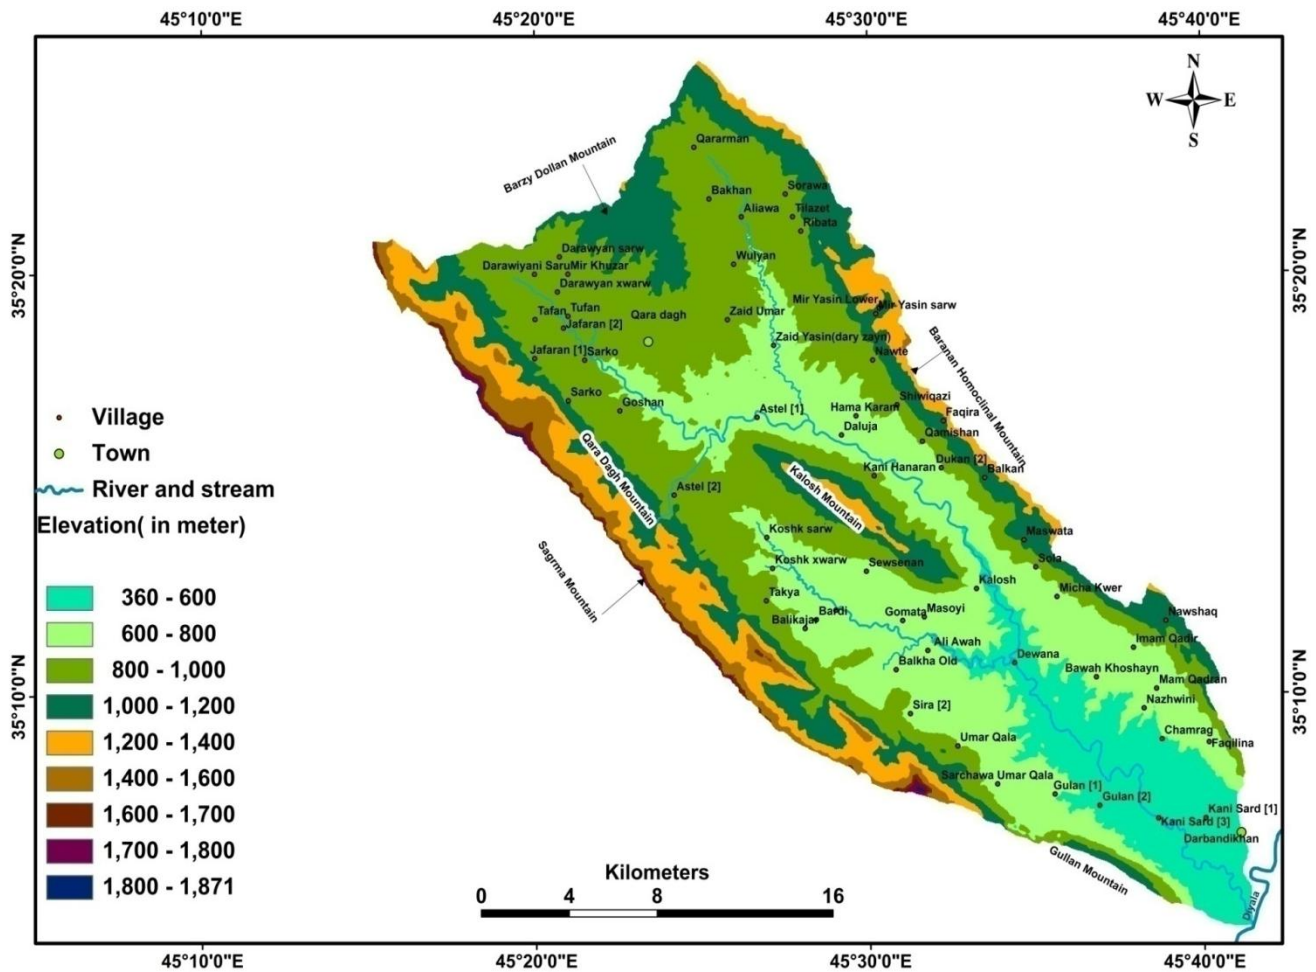 45°10'0"E
45°20'0"E
45°30'0"E
45°40'0"E
N
W
E
S
Qararman
Barzy Dollan Mountain
Sorawa
Bakhan
Aliawa
Tilazet
Ribata
Darawyan sarw
Wulyan
Darawiyani Saru
Mir Khuzar
35°20'0"N
35°20'0"N
Darawyan xwarw
Mir Yasin Lower
Mir Yasin sarw
Tafan
Tufan
Qara dagh
Zaid Umar
Jafaran [2]
Zaid Yasin(dary zayn)
Baranan Homoclinal Mountain
Jafaran [1]
Sarko
Nawte
Sarko
Goshan
Shiwiqazi
Astel [1]
Hama Karam
Faqira
Village
Daluja
Qamishan
Town
Qara Dagh Mountain
Kalosh Mountain
Kani Hanaran
Dukan [2]
Balkan
River and stream
Astel [2]
Elevation( in meter)
Koshk sarw
Maswata
Sagrma Mountain
Koshk xwarw
Sewsenan
Sola
Kalosh
Micha Kwer
360 - 600
Takya
Bardi
Gomata
Masoyi
Nawshaq
Balikajar
600 - 800
Ali Awah
Imam Qadir
Balkha Old
Dewana
Bawah Khoshayn
800 - 1,000
Mam Qadran
35°10'0"N
35°10'0"N
Nazhwini
1,000 - 1,200
Sira [2]
Chamrag
Umar Qala
Faqilina
1,200 - 1,400
Sarchawa Umar Qala
1,400 - 1,600
Gulan [1]
Gulan [2]
Kani Sard [1]
1,600 - 1,700
Kani Sard [3]
Darbandikhan
1,700 - 1,800
Gullan Mountain
1,800 - 1,871
Kilometers
0
4
8
16
Diyala
45°10'0"E
45°20'0"E
45°30'0"E
45°40'0"E